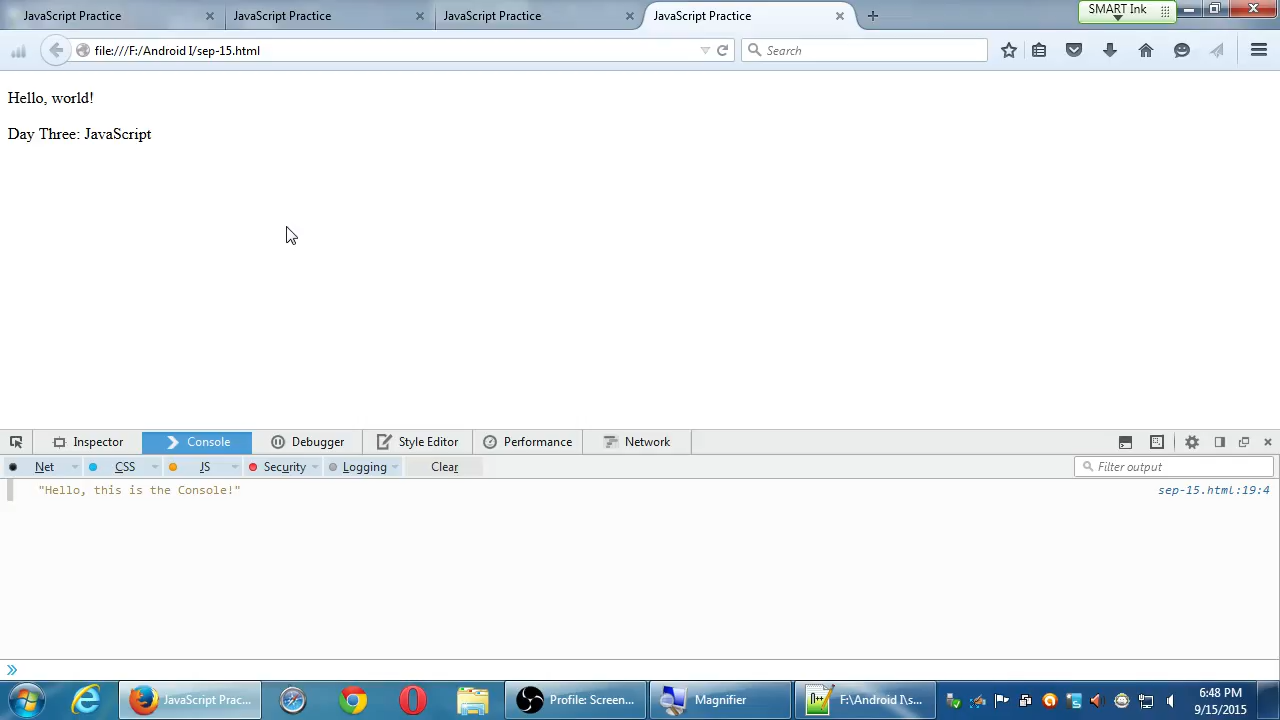 JavaScript Practice
JavaScript Practice
JavaScript Practice
JavaScript Practice
SMART Ink
file:///F:/Android I/sep-15.html
Search
Hello, world!
Day Three: JavaScript
Inspector
Console
Debugger
Style Editor
Performance
Network
Net
CSS
JS
Security
Logging
Clear
Filter output
"Hello, this is the Console!"
sep-15.html:19:4
JavaScript Prac...
Profile: Screen...
Magnifier
F:\Android I\s...
6:48 PM
9/15/2015